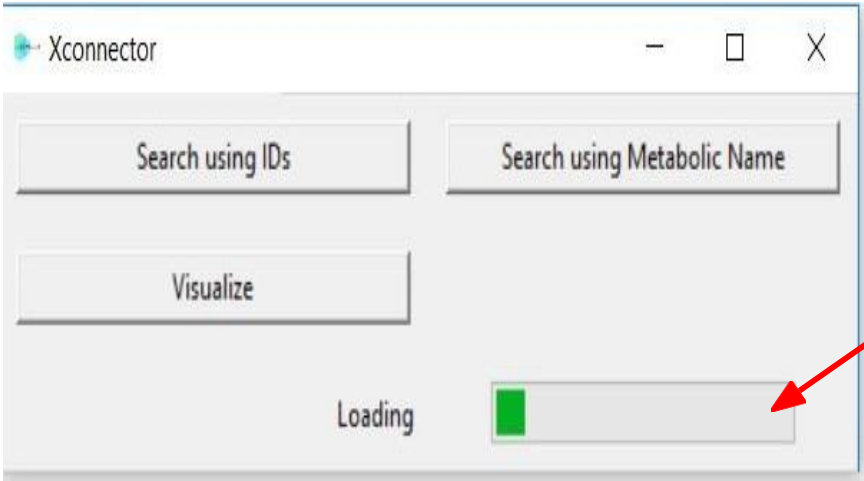 Xconnector
Search using IDs
Search using Metabolic Name
Visualize
Loading